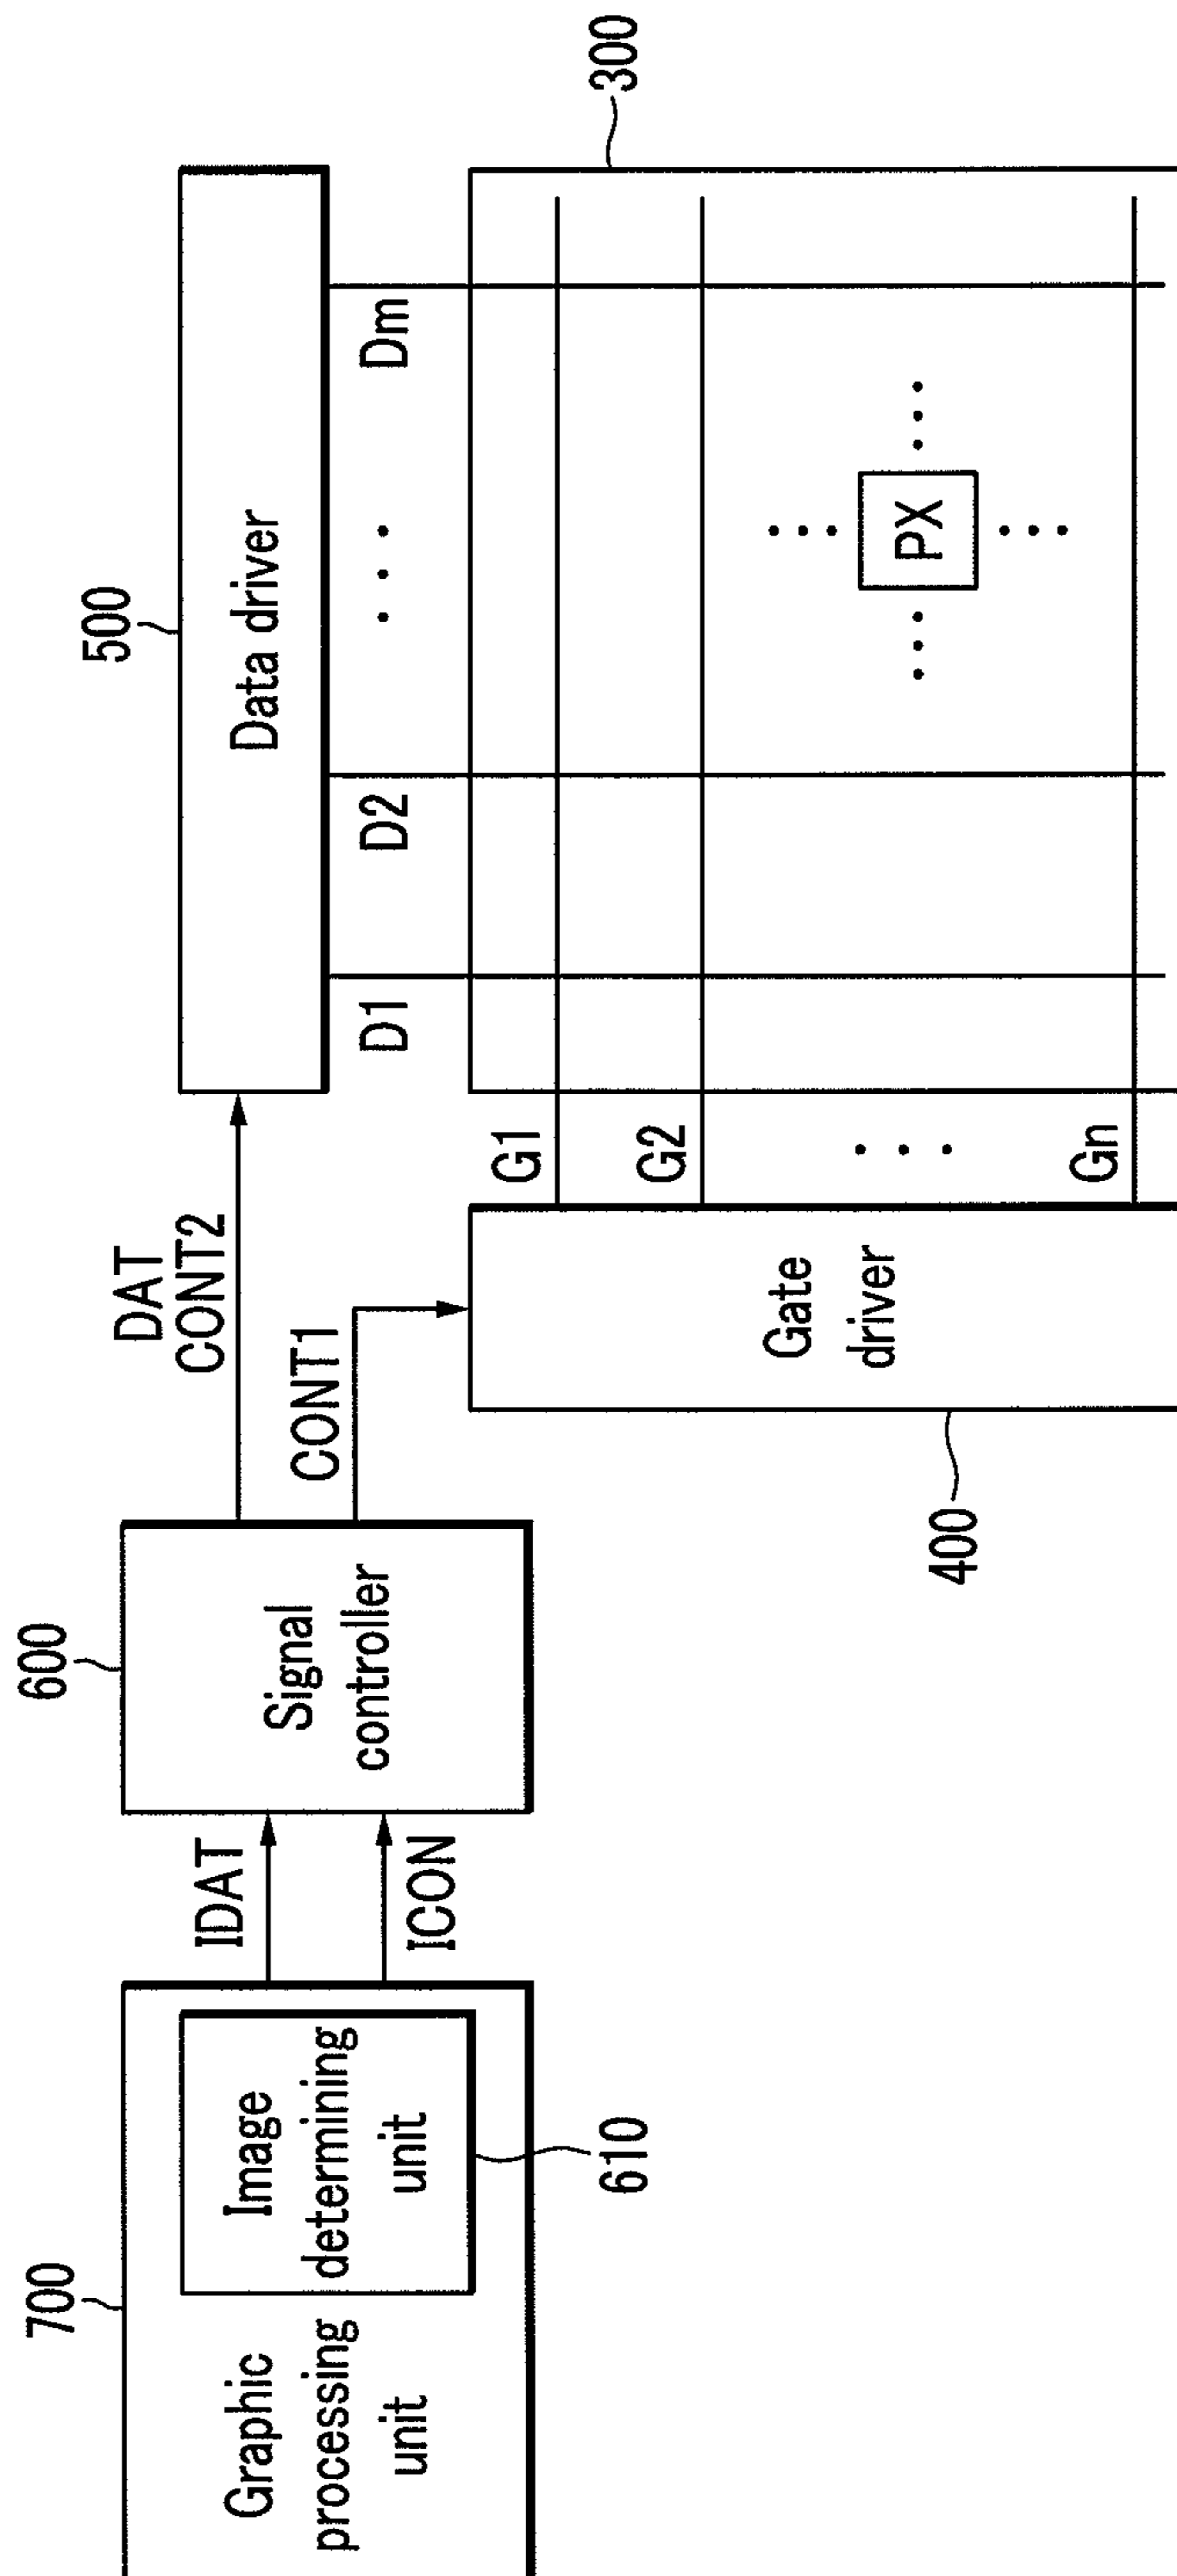 700
Graphic
processing
unit
Image
determining
unit
610
IDAT
ICON
600
Signal
controller
DAT
CONT2
CONT1
500
Data driver
D1
D2
. . .
Dm
400
Gate
driver
G1
G2
. . .
Gn
PX
300